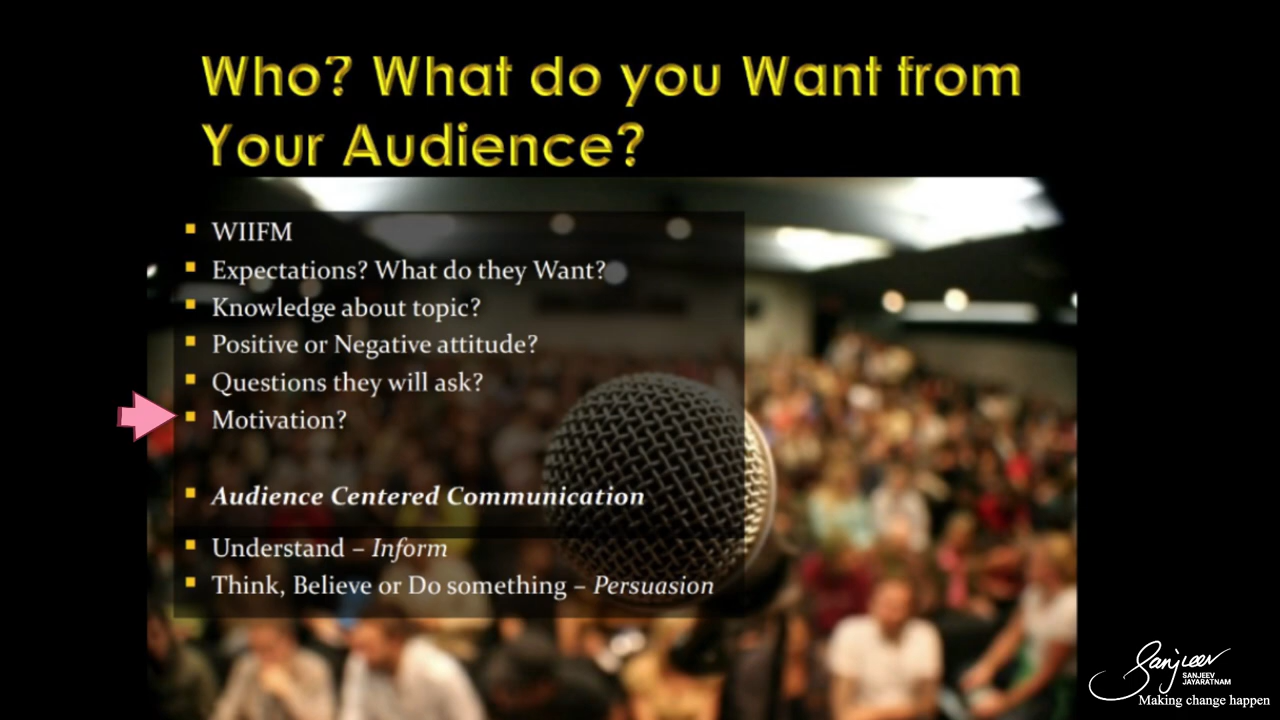 Who? What do you Want from
Your Audience?
WIIFM
Expectations? What do they Want?
Knowledge about topic?
Positive or Negative attitude?
Questions they will ask?
Motivation?
Audience Centered Communication
Understand – Inform
Think, Believe or Do something – Persuasion
Sanjeev
SANJEEV
JAYARATNAM
Making change happen